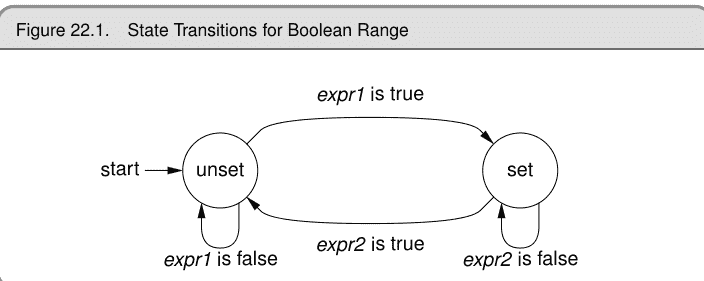 Figure 22.1. State Transitions for Boolean Range
expr1 is true
start
unset
set
expr2 is true
expr1 is false
expr2 is false